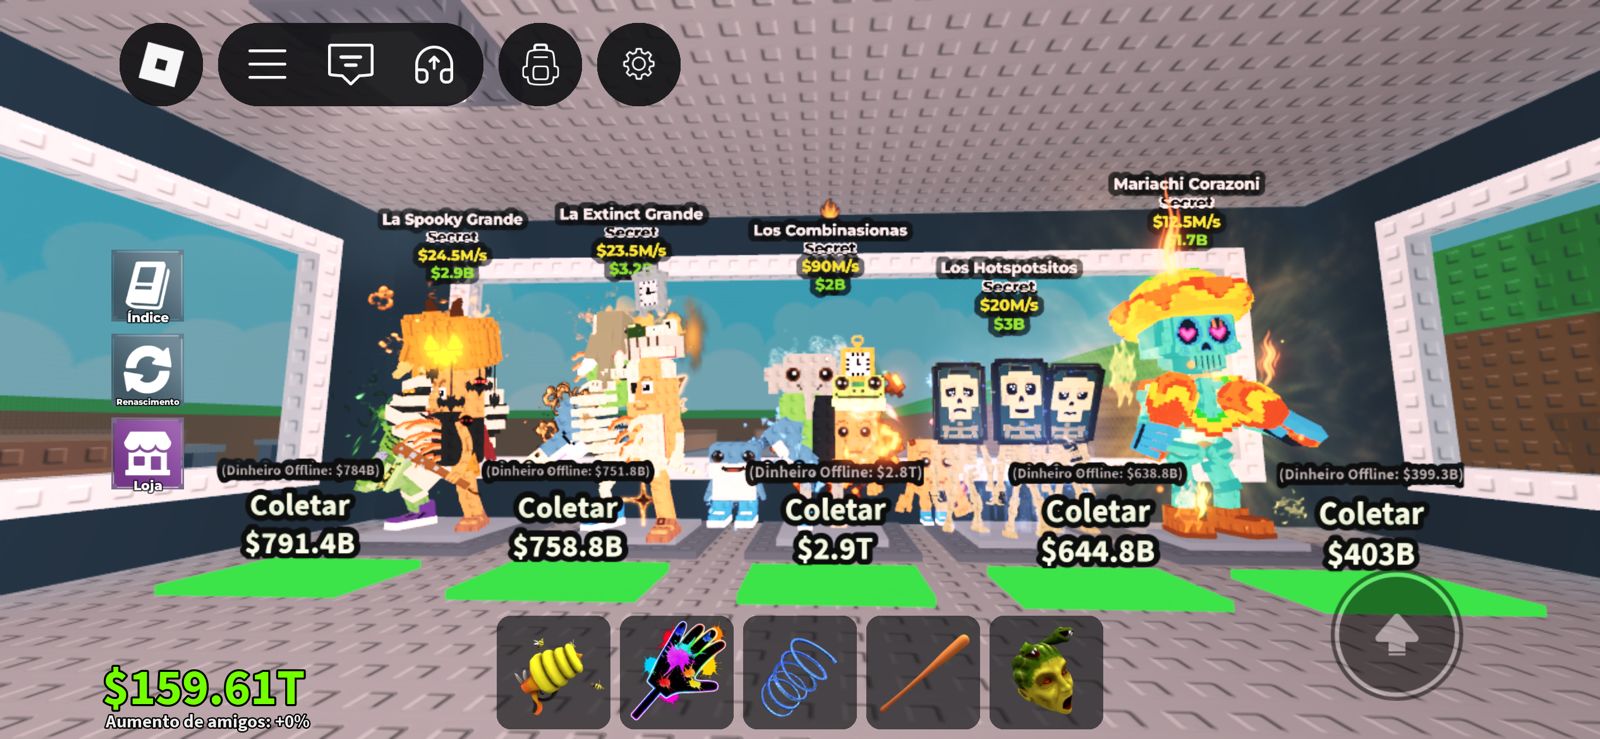 La Spooky Grande
Secret
$24.5M/s
$2.9B
La Extinct Grande
Secret
$23.5M/s
Los Combinasionas
Secret
$90M/s
$2B
Los Hotspotsitos
Secret
$20M/s
$3B
Mariachi Corazoni
Secret
$12.5M/s
Índice
Renascimento
Loja
(Dinheiro Offline: $784B)
Coletar
$791.4B
(Dinheiro Offline: $751.8B)
Coletar
$758.8B
(Dinheiro Offline: $2.8T)
Coletar
$2.9T
(Dinheiro Offline: $638.8B)
Coletar
$644.8B
(Dinheiro Offline: $399.3B)
Coletar
$403B
$159.61T
Aumento de amigos: +0%